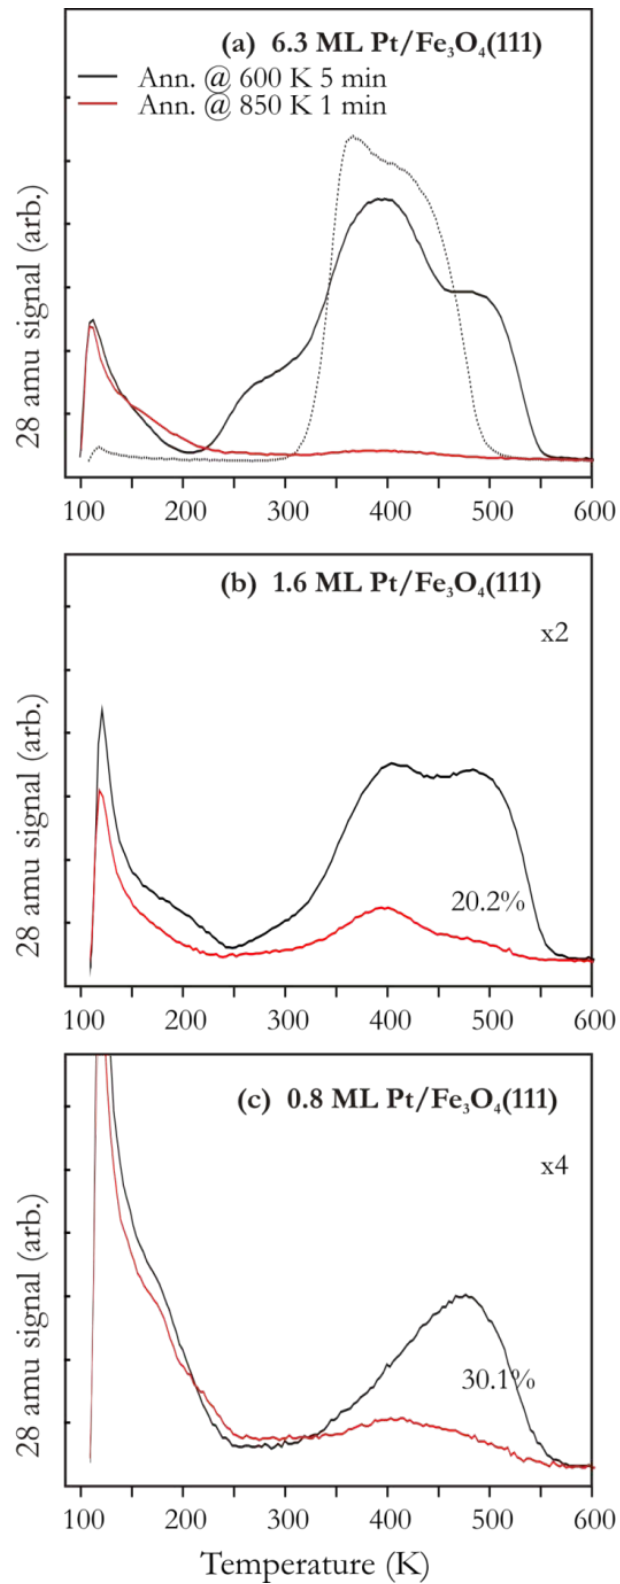 (a) 6.3 ML Pt/Fe₃O₄(111)
Ann. @ 600 K 5 min
Ann. @ 850 K 1 min
28 amu signal (arb.)
100 200 300 400 500 600
(b) 1.6 ML Pt/Fe₃O₄(111)
x2
28 amu signal (arb.)
20.2%
100 200 300 400 500 600
(c) 0.8 ML Pt/Fe₃O₄(111)
x4
28 amu signal (arb.)
30.1%
100 200 300 400 500 600
Temperature (K)